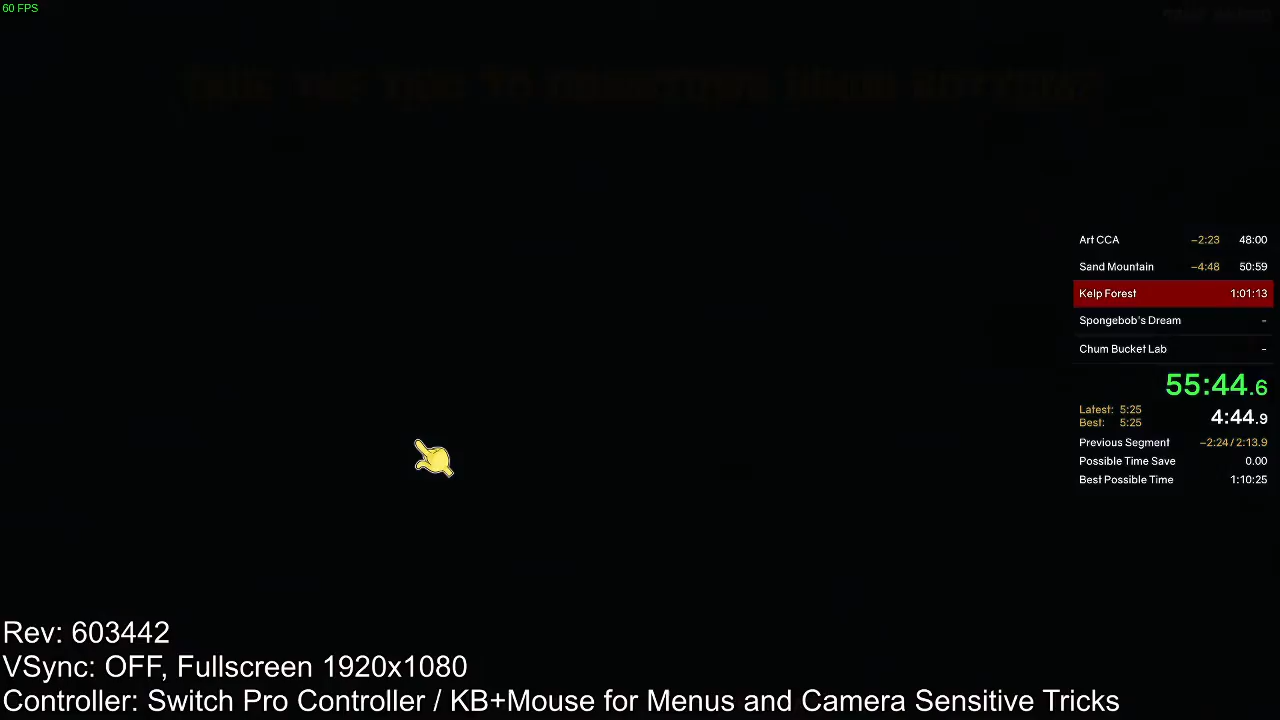 60 FPS
Art CCA −2:23 48:00
Sand Mountain −4:48 50:59
Kelp Forest 1:01:13
Spongebob's Dream -
Chum Bucket Lab -
55:44.6
Latest: 5:25
Best: 5:25
4:44.9
Previous Segment −2:24 / 2:13.9
Possible Time Save 0.00
Best Possible Time 1:10:25
Rev: 603442
VSync: OFF, Fullscreen 1920x1080
Controller: Switch Pro Controller / KB+Mouse for Menus and Camera Sensitive Tricks